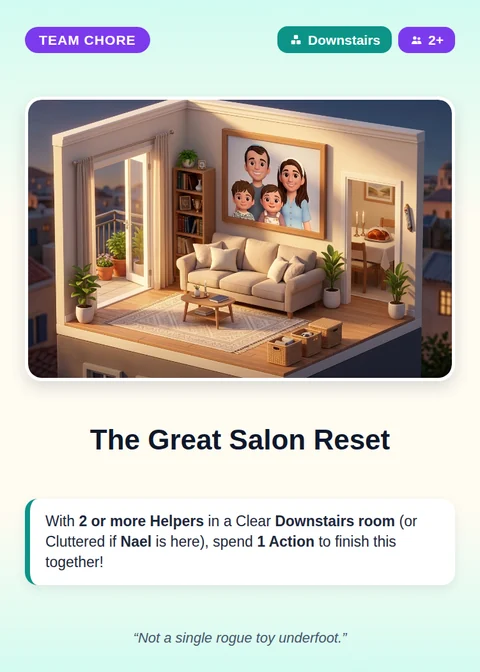 TEAM CHORE
Downstairs
2+
The Great Salon Reset
With 2 or more Helpers in a Clear Downstairs room (or
Cluttered if Nael is here), spend 1 Action to finish this
together!
“Not a single rogue toy underfoot.”